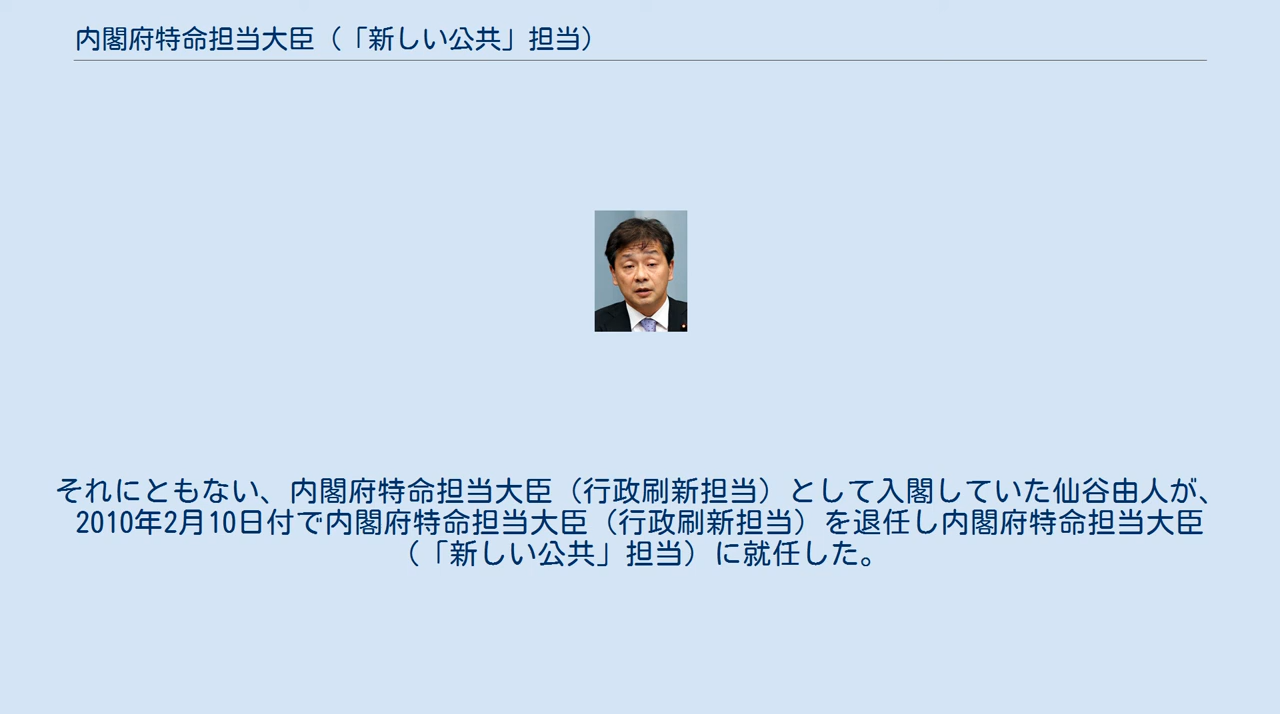 内閣府特命担当大臣（「新しい公共」担当）
それにともない、内閣府特命担当大臣（行政刷新担当）として入閣していた仙谷由人が、
2010年2月10日付で内閣府特命担当大臣（行政刷新担当）を退任し内閣府特命担当大臣
（「新しい公共」担当）に就任した。